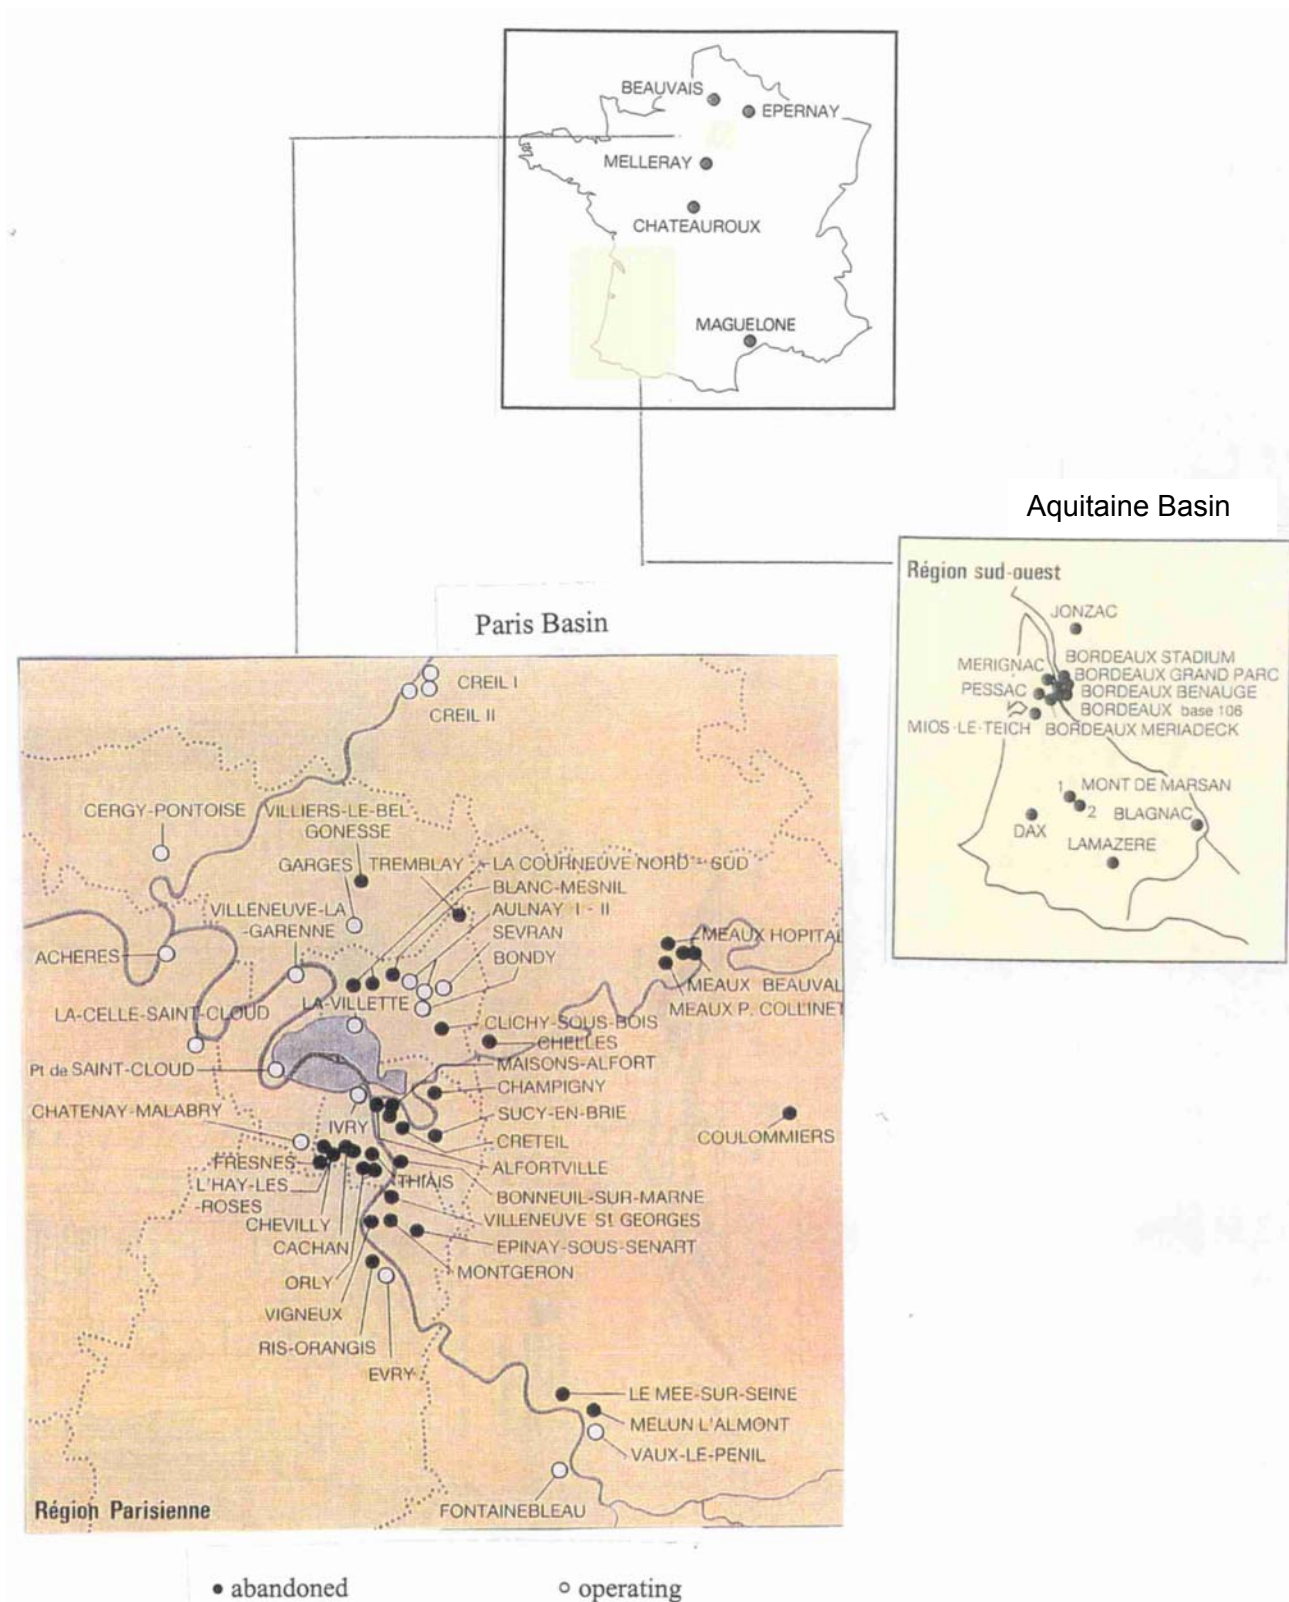 BEAUVAIS
EPERNAY
MELLERAY
CHATEAUROUX
MAGUELONE
Aquitaine Basin
Région sud-ouest
JONZAC
MERIGNAC
BORDEAUX STADIUM
BORDEAUX GRAND PARC
PESSAC
BORDEAUX BENAUGE
BORDEAUX base 106
MIOS-LE-TEICH
BORDEAUX MERIADECK
1
MONT DE MARSAN
2
BLAGNAC
DAX
LAMAZERE
Paris Basin
CREIL I
CREIL II
CERGY-PONTOISE
VILLIERS-LE-BEL
GONESSE
GARGES
TREMBLAY
LA COURNEUVE NORD - SUD
BLANC-MESNIL
AULNAY I - II
VILLENEUVE-LA
-GARENNE
SEVRAN
BONDY
ACHERES
MEAUX HOPITAL
MEAUX BEAUVAL
MEAUX P. COLLINET
LA-VILLETTE
LA-CELLE-SAINT-CLOUD
CLICHY-SOUS-BOIS
CHELLES
MAISONS-ALFORT
Pt de SAINT-CLOUD
CHAMPIGNY
CHATENAY-MALABRY
SUCY-EN-BRIE
IVRY
COULOMMIERS
CRETEIL
FRESNES
ALFORTVILLE
THIAIS
L'HAY-LES
-ROSES
BONNEUIL-SUR-MARNE
CHEVILLY
VILLENEUVE St GEORGES
CACHAN
EPINAY-SOUS-SENART
ORLY
MONTGERON
VIGNEUX
RIS-ORANGIS
EVRY
LE MEE-SUR-SEINE
MELUN L'ALMONT
VAUX-LE-PENIL
FONTAINEBLEAU
Région Parisienne
abandoned
operating